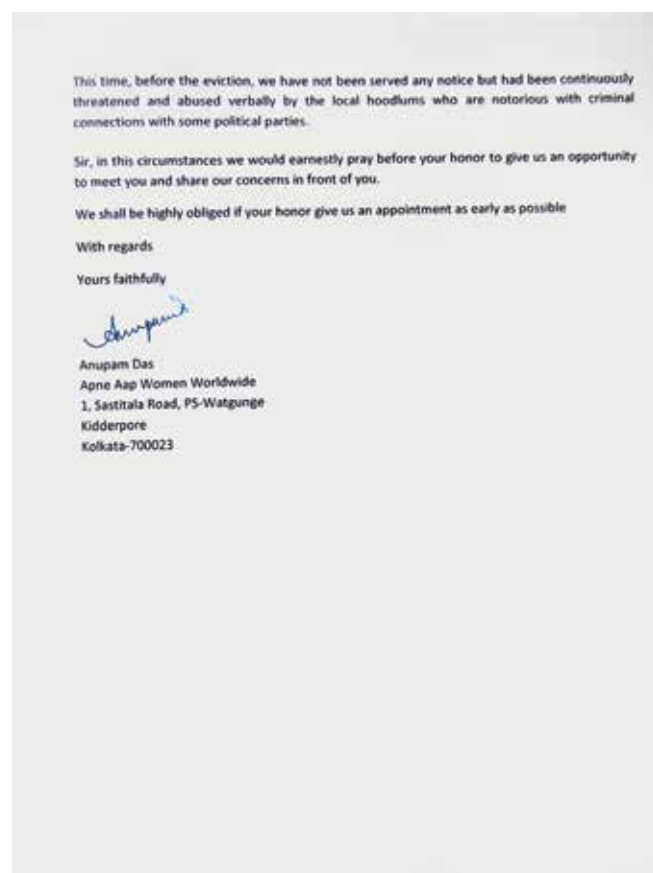 This time, before the eviction, we have not been served any notice but had been continuously
threatened and abused verbally by the local hoodlums who are notorious with criminal
connections with some political parties.
Sir, in this circumstances we would earnestly pray before your honor to give us an opportunity
to meet you and share our concerns in front of you.
We shall be highly obliged if your honor give us an appointment as early as possible
With regards
Yours faithfully
Anupam
Anupam Das
Apne Aap Women Worldwide
1, Sastitala Road, PS-Watgunge
Kidderpore
Kolkata-700023